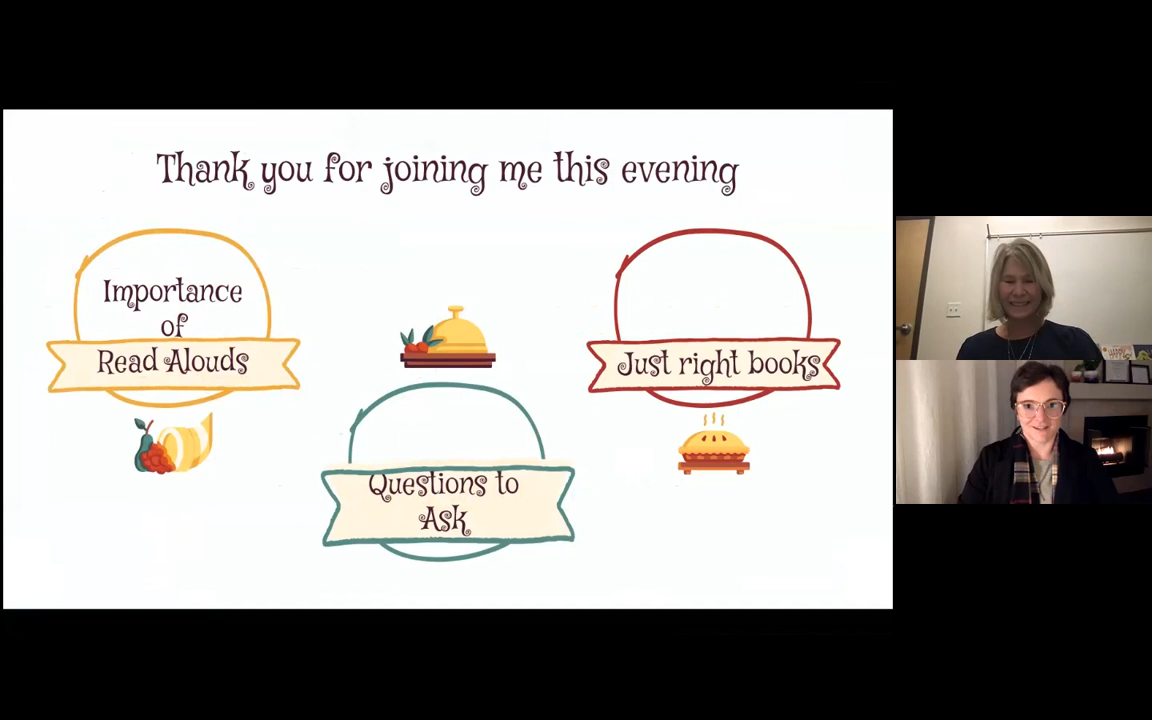 Thank you for joining me this evening
Importance
of
Read Alouds
Just right books
Questions to
Ask